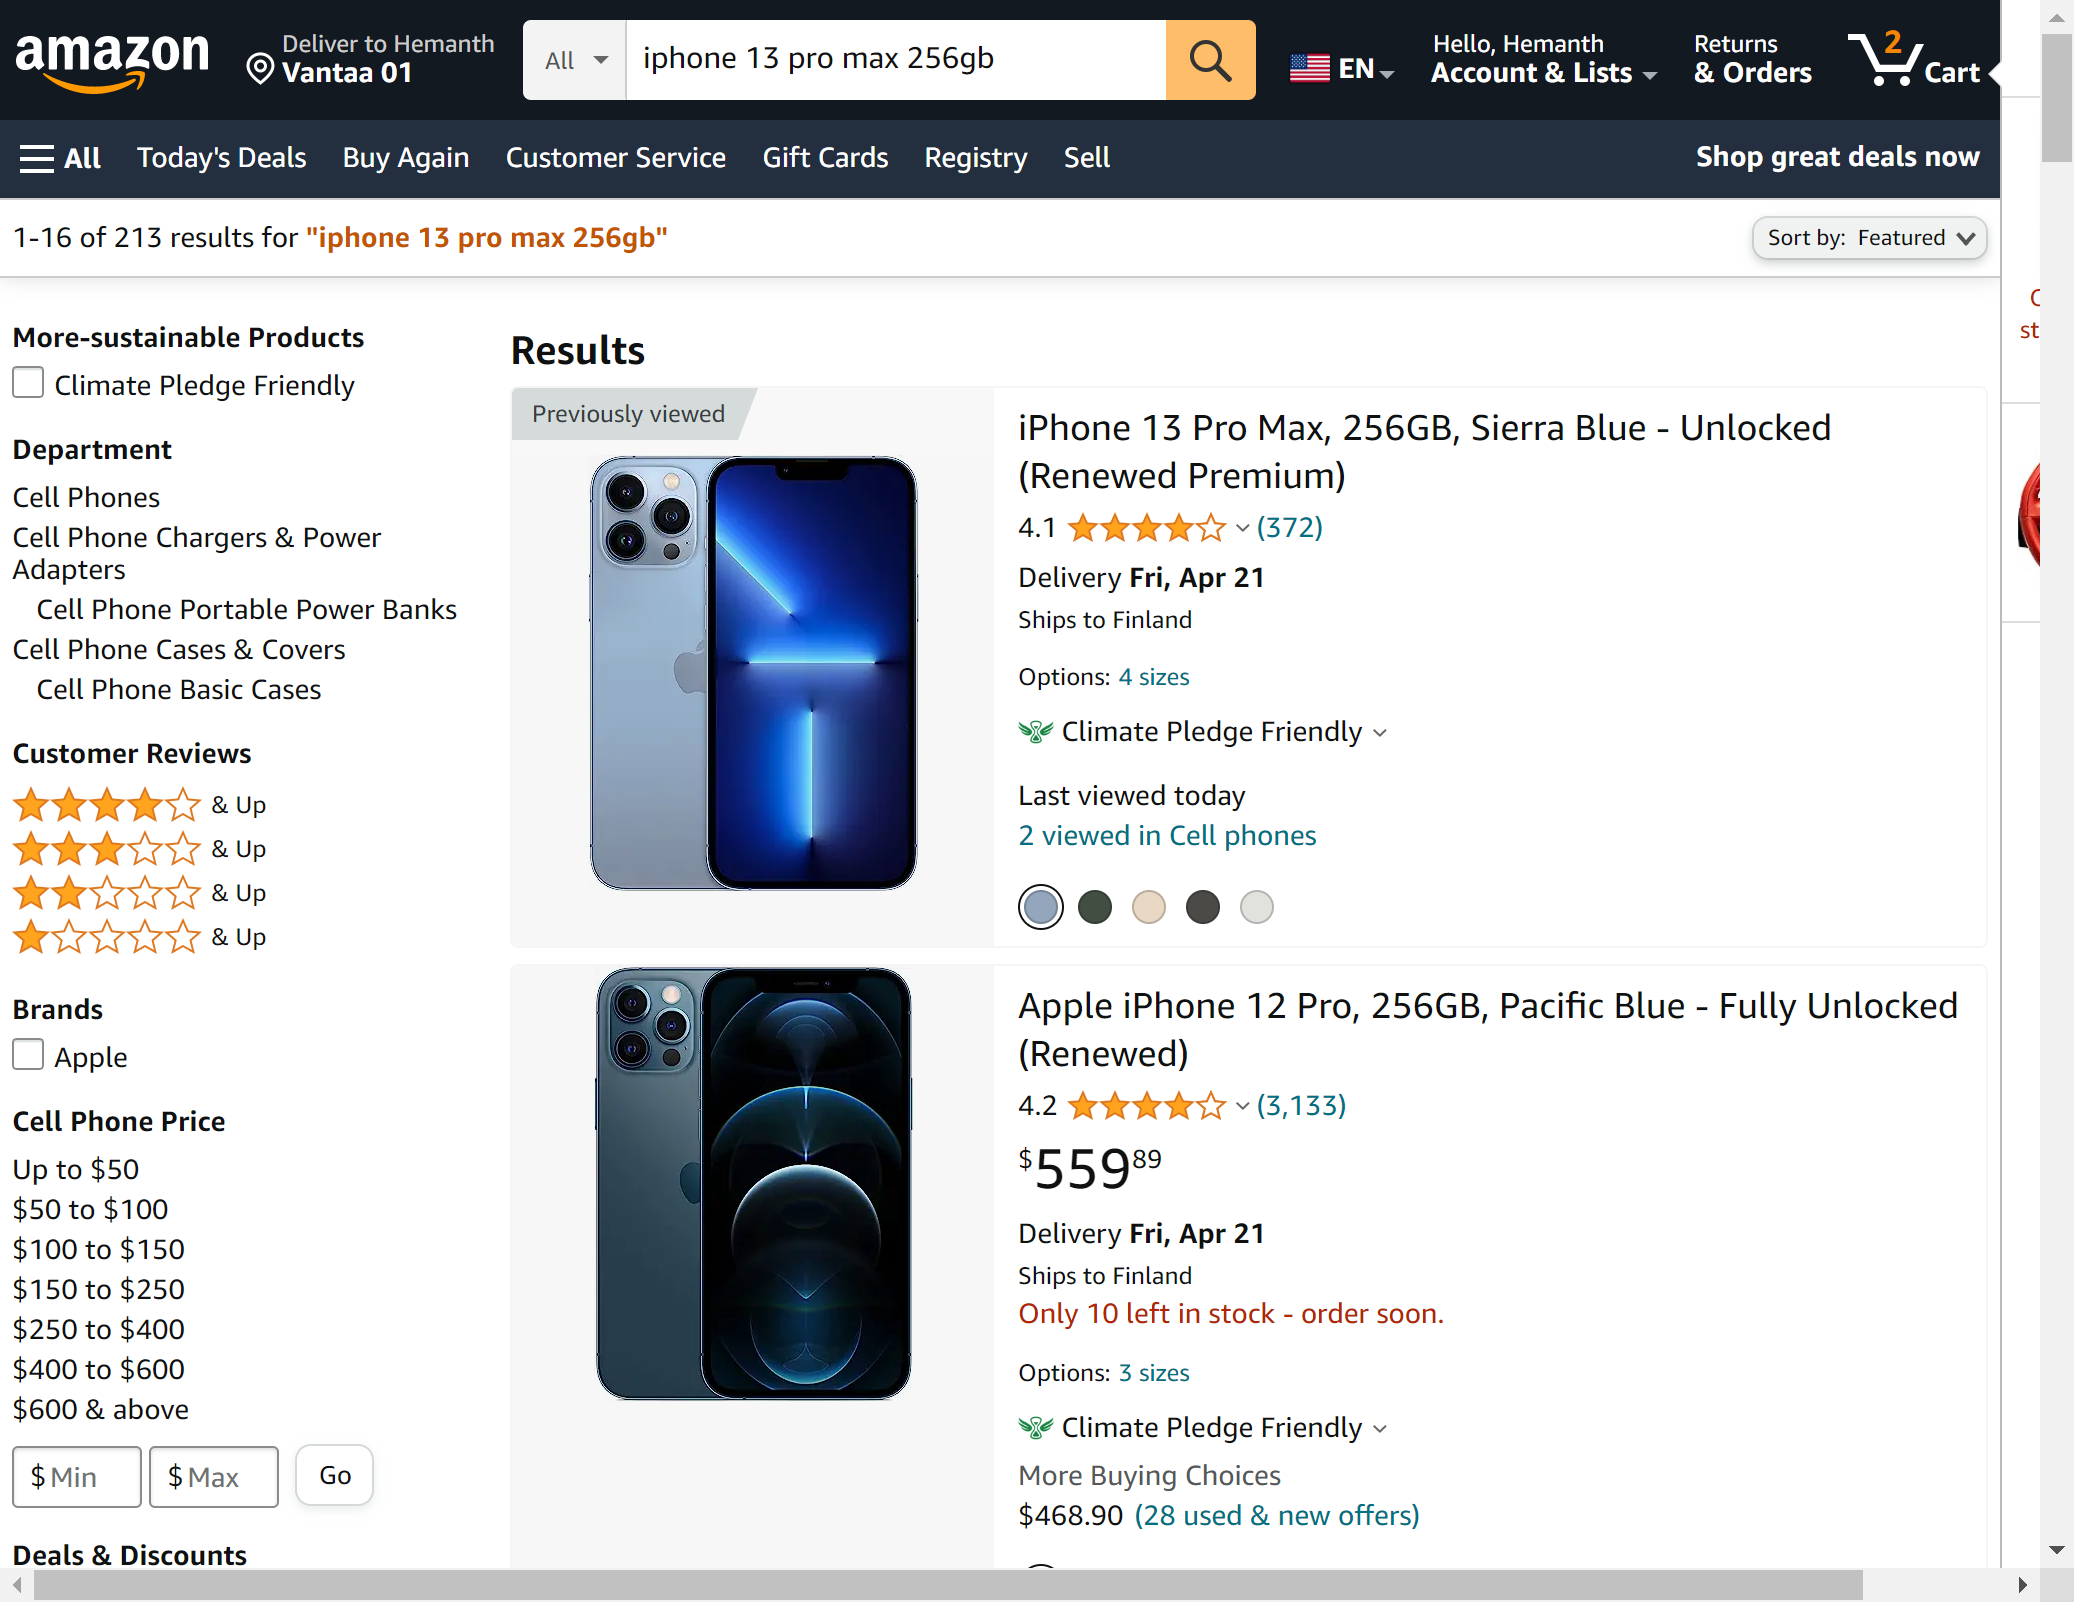 amazon
Deliver to Hemanth
Vantaa 01
All
iphone 13 pro max 256gb
EN
Hello, Hemanth
Account & Lists
Returns
& Orders
2
Cart
All
Today's Deals
Buy Again
Customer Service
Gift Cards
Registry
Sell
Shop great deals now
1-16 of 213 results for "iphone 13 pro max 256gb"
Sort by: Featured
More-sustainable Products
Climate Pledge Friendly
Department
Cell Phones
Cell Phone Chargers & Power
Adapters
Cell Phone Portable Power Banks
Cell Phone Cases & Covers
Cell Phone Basic Cases
Customer Reviews
& Up
& Up
& Up
& Up
Brands
Apple
Cell Phone Price
Up to $50
$50 to $100
$100 to $150
$150 to $250
$250 to $400
$400 to $600
$600 & above
$ Min
$ Max
Go
Deals & Discounts
Results
Previously viewed
iPhone 13 Pro Max, 256GB, Sierra Blue - Unlocked
(Renewed Premium)
4.1
(372)
Delivery Fri, Apr 21
Ships to Finland
Options: 4 sizes
Climate Pledge Friendly
Last viewed today
2 viewed in Cell phones
Apple iPhone 12 Pro, 256GB, Pacific Blue - Fully Unlocked
(Renewed)
4.2
(3,133)
$559 89
Delivery Fri, Apr 21
Ships to Finland
Only 10 left in stock - order soon.
Options: 3 sizes
Climate Pledge Friendly
More Buying Choices
$468.90 (28 used & new offers)